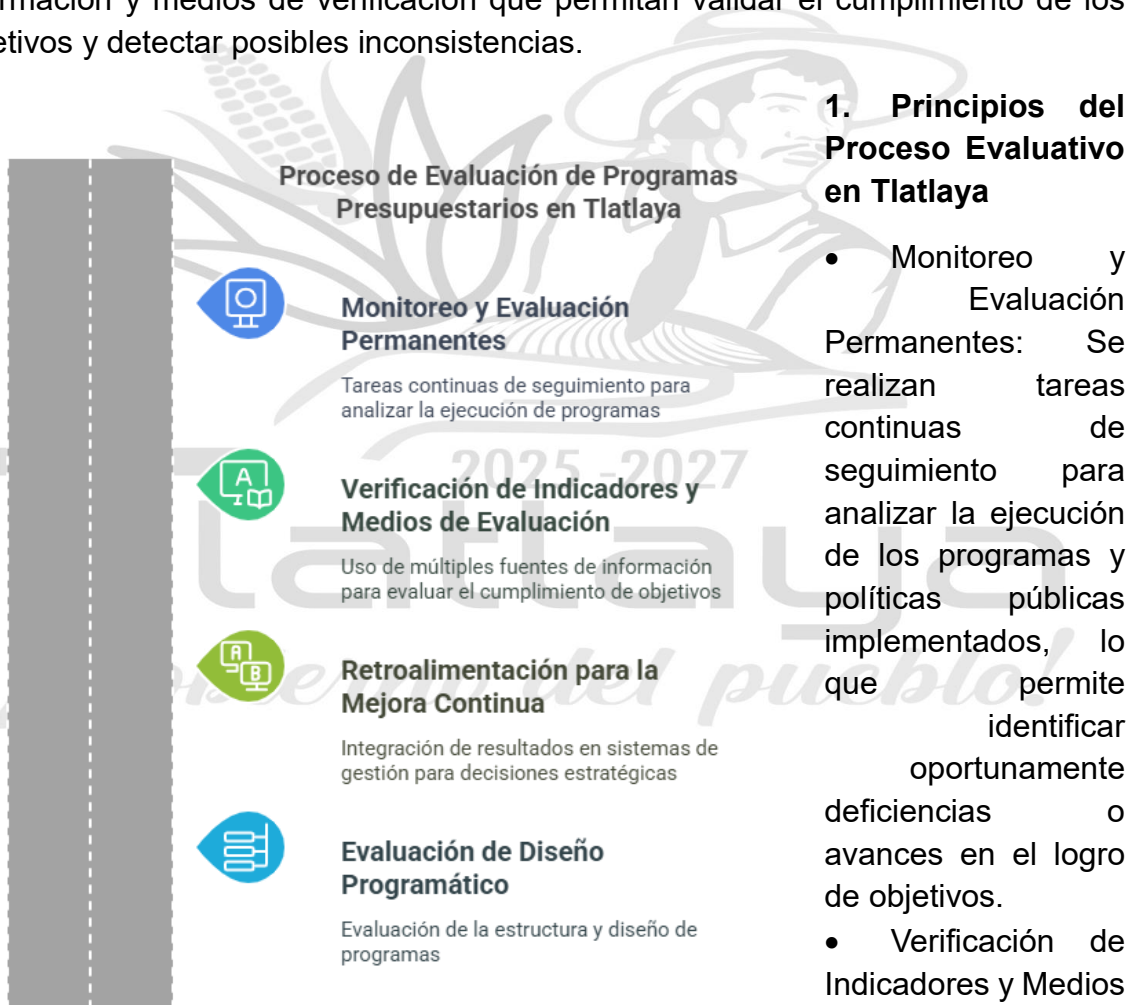 ormación y medios de verificación que permitan validar el cumplimiento de los
etivos y detectar posibles inconsistencias.
Proceso de Evaluación de Programas
Presupuestarios en Tlatlaya
Monitoreo y Evaluación
Permanentes
Tareas continuas de seguimiento para
analizar la ejecución de programas
Verificación de Indicadores y
Medios de Evaluación
Uso de múltiples fuentes de información
para evaluar el cumplimiento de objetivos
Retroalimentación para la
Mejora Continua
Integración de resultados en sistemas de
gestión para decisiones estratégicas
Evaluación de Diseño
Programático
Evaluación de la estructura y diseño de
programas
1. Principios del
Proceso Evaluativo
en Tlatlaya
• Monitoreo y
Evaluación
Permanentes: Se
realizan tareas
continuas de
seguimiento para
analizar la ejecución
de los programas y
políticas públicas
implementados, lo
que permite
identificar
oportunamente
deficiencias o
avances en el logro
de objetivos.
• Verificación de
Indicadores y Medios
2025 -2027
Tlatlaya
del pueblo!